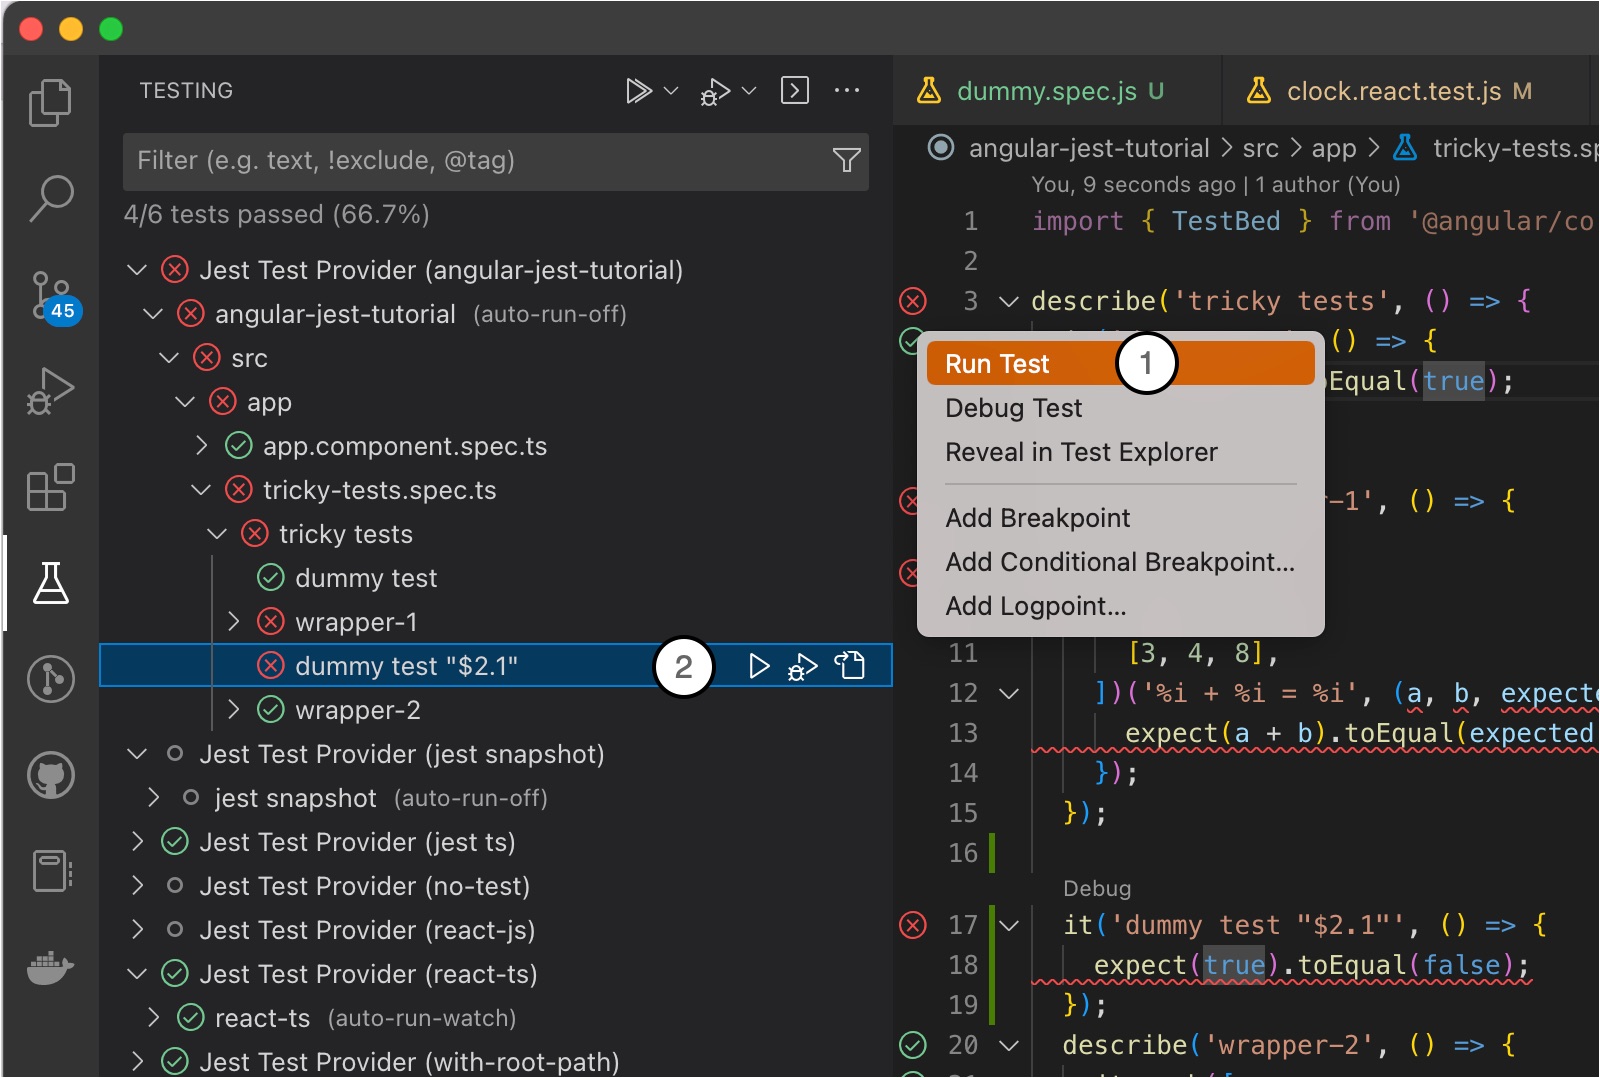 TESTING
Filter (e.g. text, !exclude, @tag)
4/6 tests passed (66.7%)
Jest Test Provider (angular-jest-tutorial)
angular-jest-tutorial (auto-run-off)
src
app
app.component.spec.ts
tricky-tests.spec.ts
tricky tests
dummy test
wrapper-1
dummy test "$2.1"
2
wrapper-2
Jest Test Provider (jest snapshot)
jest snapshot (auto-run-off)
Jest Test Provider (jest ts)
Jest Test Provider (no-test)
Jest Test Provider (react-js)
Jest Test Provider (react-ts)
react-ts (auto-run-watch)
Jest Test Provider (with-root-path)
45
dummy.spec.js U
clock.react.test.js M
angular-jest-tutorial > src > app > tricky-tests.sp
You, 9 seconds ago | 1 author (You)
1 import { TestBed } from '@angular/co
2
3 describe('tricky tests', () => {
() => {
Equal(true);
Run Test
1
Debug Test
Reveal in Test Explorer
Add Breakpoint
Add Conditional Breakpoint...
Add Logpoint...
-1', () => {
11 [3, 4, 8],
12 ])('%i + %i = %i', (a, b, expecte
13 expect(a + b).toEqual(expected
14 });
15 });
16
Debug
17 it('dummy test "$2.1"', () => {
18 expect(true).toEqual(false);
19 });
20 describe('wrapper-2', () => {